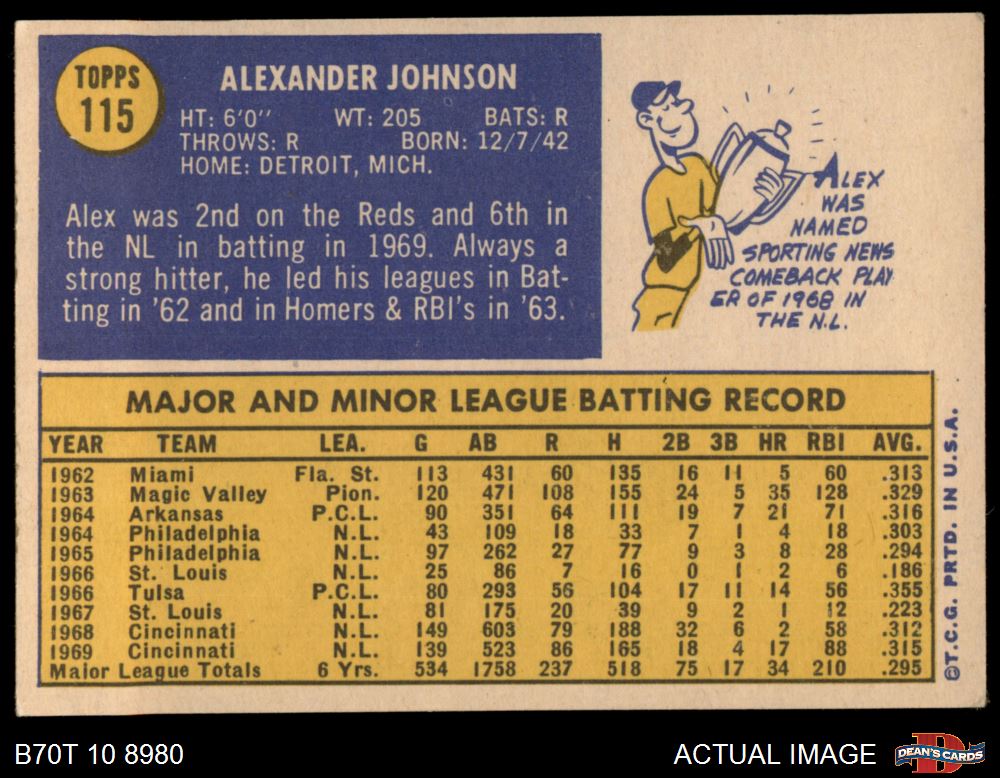 TOPPS
115
ALEXANDER JOHNSON
HT: 6'0" WT: 205 BATS: R
THROWS: R BORN: 12/7/42
HOME: DETROIT, MICH.
Alex was 2nd on the Reds and 6th in
the NL in batting in 1969. Always a
strong hitter, he led his leagues in Bat-
ting in '62 and in Homers & RBI's in '63.
ALEX
WAS
NAMED
SPORTING NEWS
COMEBACK PLAY
ER OF 1968 IN
THE N.L.
MAJOR AND MINOR LEAGUE BATTING RECORD
YEAR TEAM LEA. G AB R H 2B 3B HR RBI AVG.
1962 Miami Fla. St. 113 431 60 135 16 11 5 60 .313
1963 Magic Valley Pion. 120 471 108 155 24 5 35 128 .329
1964 Arkansas P.C.L. 90 351 64 111 19 7 21 71 .316
1964 Philadelphia N.L. 43 109 18 33 7 1 4 18 .303
1965 Philadelphia N.L. 97 262 27 77 9 3 8 28 .294
1966 St. Louis N.L. 25 86 7 16 0 1 2 6 .186
1966 Tulsa P.C.L. 80 293 56 104 17 11 14 56 .355
1967 St. Louis N.L. 81 175 20 39 9 2 1 12 .223
1968 Cincinnati N.L. 149 603 79 188 32 6 2 58 .312
1969 Cincinnati N.L. 139 523 86 165 18 4 17 88 .315
Major League Totals 6 Yrs. 534 1758 237 518 75 17 34 210 .295
©T.C.G. PRTD. IN U.S.A.
B70T 10 8980
ACTUAL IMAGE
DEAN'S CARDS